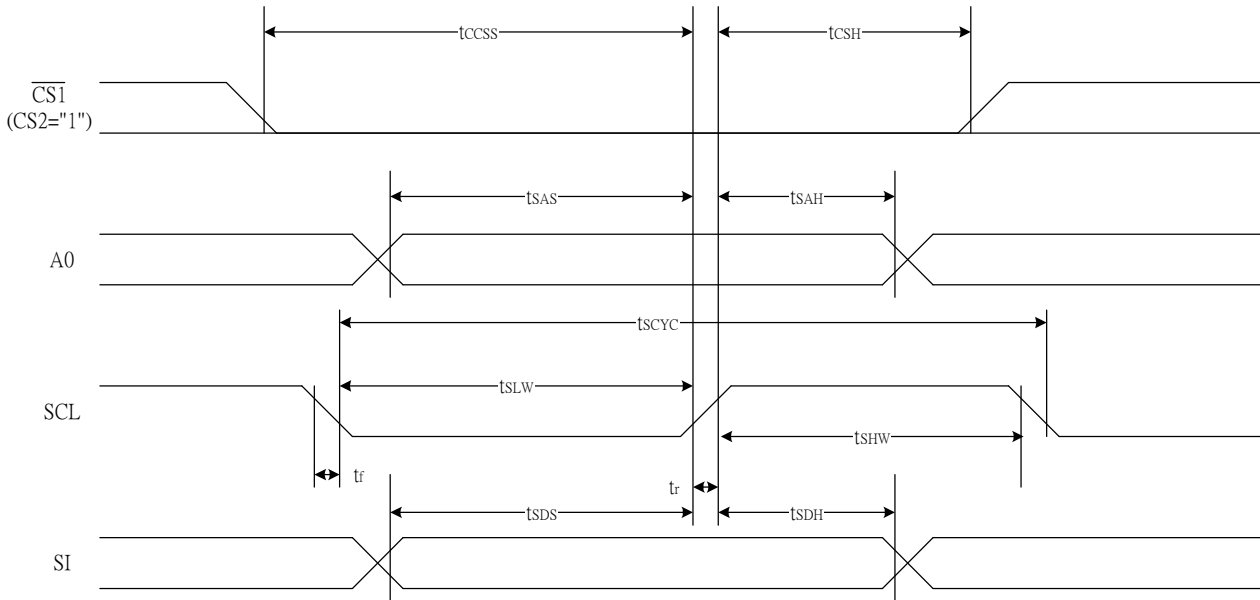 tCCSS
tCSH
CS1
(CS2="1")
tSAS
tSAH
A0
tSCYC
tSLW
SCL
tSHW
tf
tr
tSDS
tSDH
SI